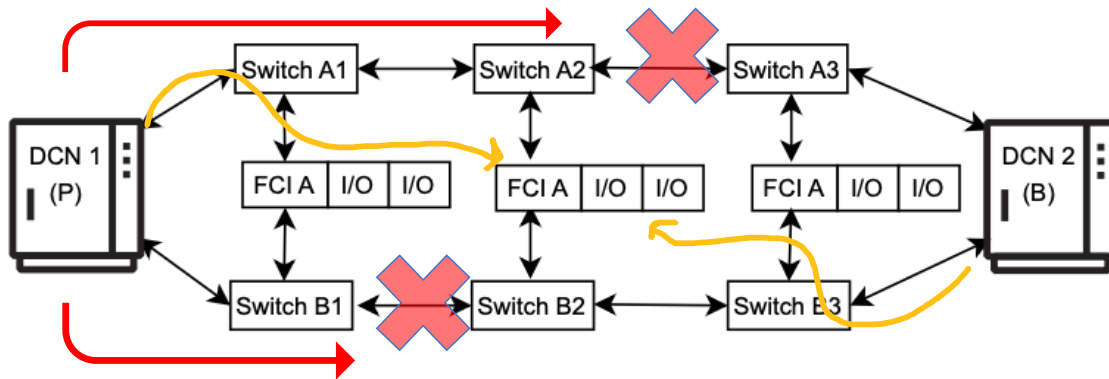 Switch A1
Switch A2
Switch A3
DCN 1
(P)
FCI A I/O I/O
FCI A I/O I/O
FCI A I/O I/O
DCN 2
(B)
Switch B1
Switch B2
Switch B3